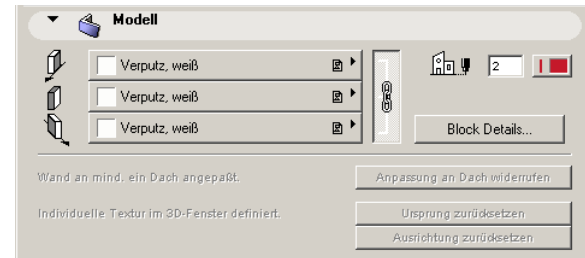 Modell
Verputz, weiß
2
Verputz, weiß
Verputz, weiß
Block Details...
Wand an mind. ein Dach angepaßt.
Anpassung an Dach widerrufen
Individuelle Textur im 3D-Fenster definiert.
Ursprung zurücksetzen
Ausrichtung zurücksetzen